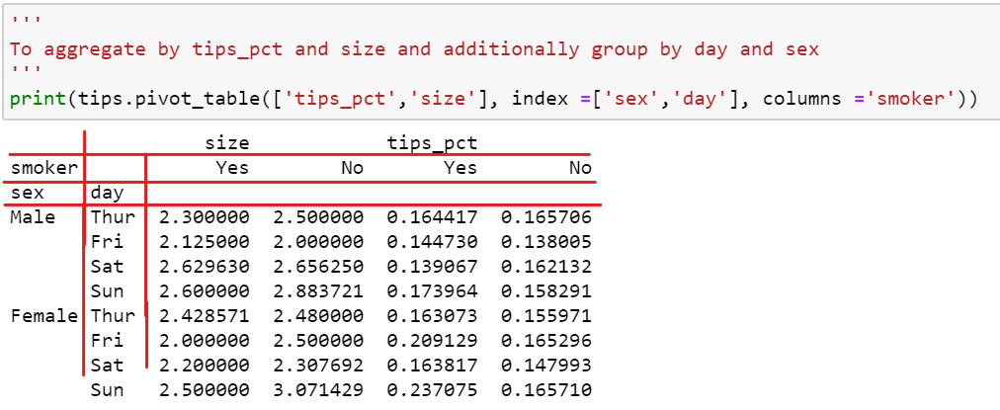 '''
To aggregate by tips_pct and size and additionally group by day and sex
'''
print(tips.pivot_table(['tips_pct','size'], index =['sex','day'], columns ='smoker'))
size tips_pct
smoker Yes No Yes No
sex day
Male Thur 2.300000 2.500000 0.164417 0.165706
Fri 2.125000 2.000000 0.144730 0.138005
Sat 2.629630 2.656250 0.139067 0.162132
Sun 2.600000 2.883721 0.173964 0.158291
Female Thur 2.428571 2.480000 0.163073 0.155971
Fri 2.000000 2.500000 0.209129 0.165296
Sat 2.200000 2.307692 0.163817 0.147993
Sun 2.500000 3.071429 0.237075 0.165710